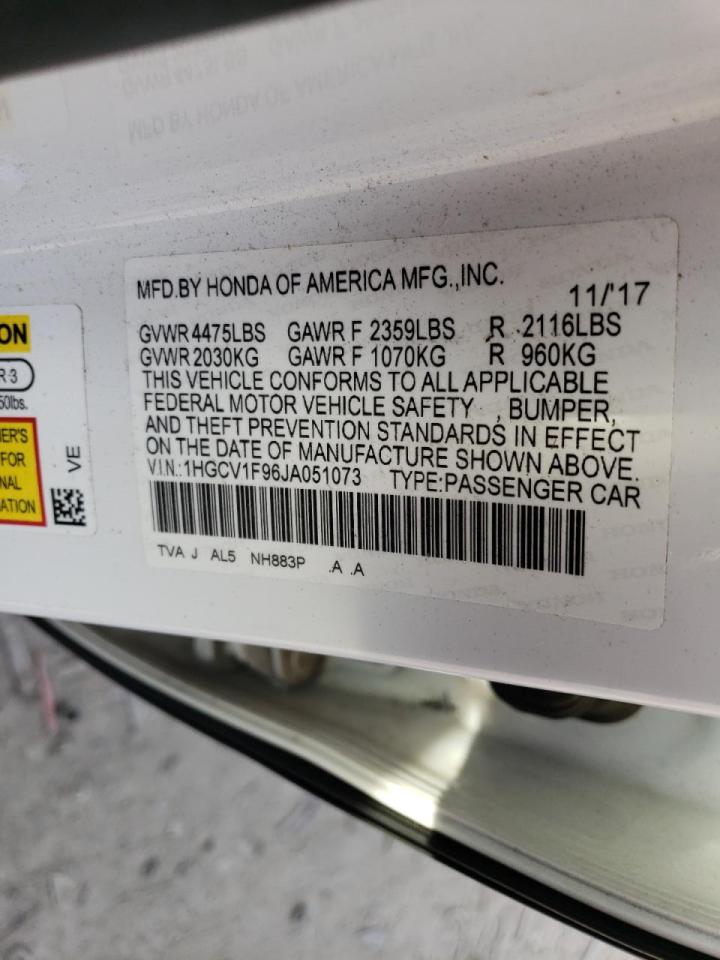 MFD.BY HONDA OF AMERICA MFG.,INC.
11/'17
GVWR 4475LBS GAWR F 2359LBS R 2116LBS
GVWR 2030KG GAWR F 1070KG R 960KG
THIS VEHICLE CONFORMS TO ALL APPLICABLE
FEDERAL MOTOR VEHICLE SAFETY , BUMPER,
AND THEFT PREVENTION STANDARDS IN EFFECT
ON THE DATE OF MANUFACTURE SHOWN ABOVE.
V.I.N.:1HGCV1F96JA051073 TYPE:PASSENGER CAR
TVA J AL5 NH883P .A .A
ON
R-3
50lbs.
ER'S
FOR
NAL
ATION
VE